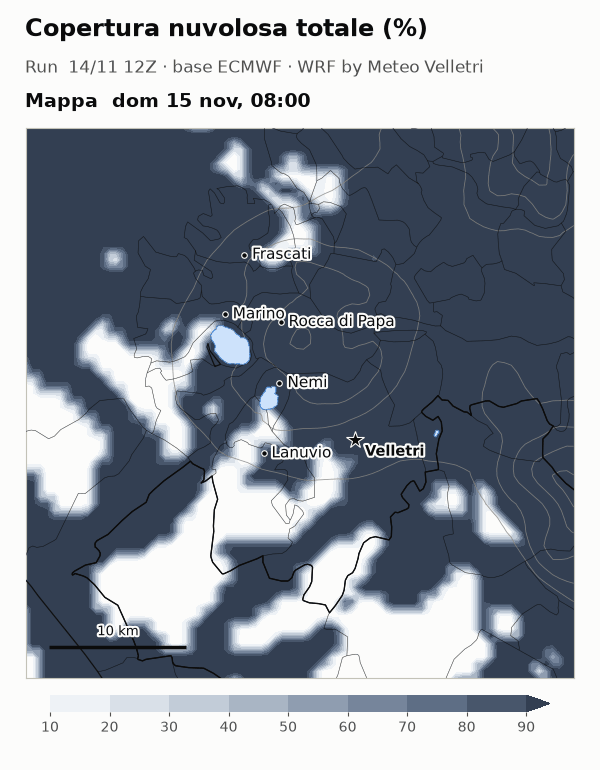 Copertura nuvolosa totale (%)
Run  14/11 12Z · base ECMWF · WRF by Meteo Velletri
Mappa  dom 15 nov, 08:00
Frascati
Marino
Rocca di Papa
Nemi
Velletri
Lanuvio
10 km
10 20 30 40 50 60 70 80 90